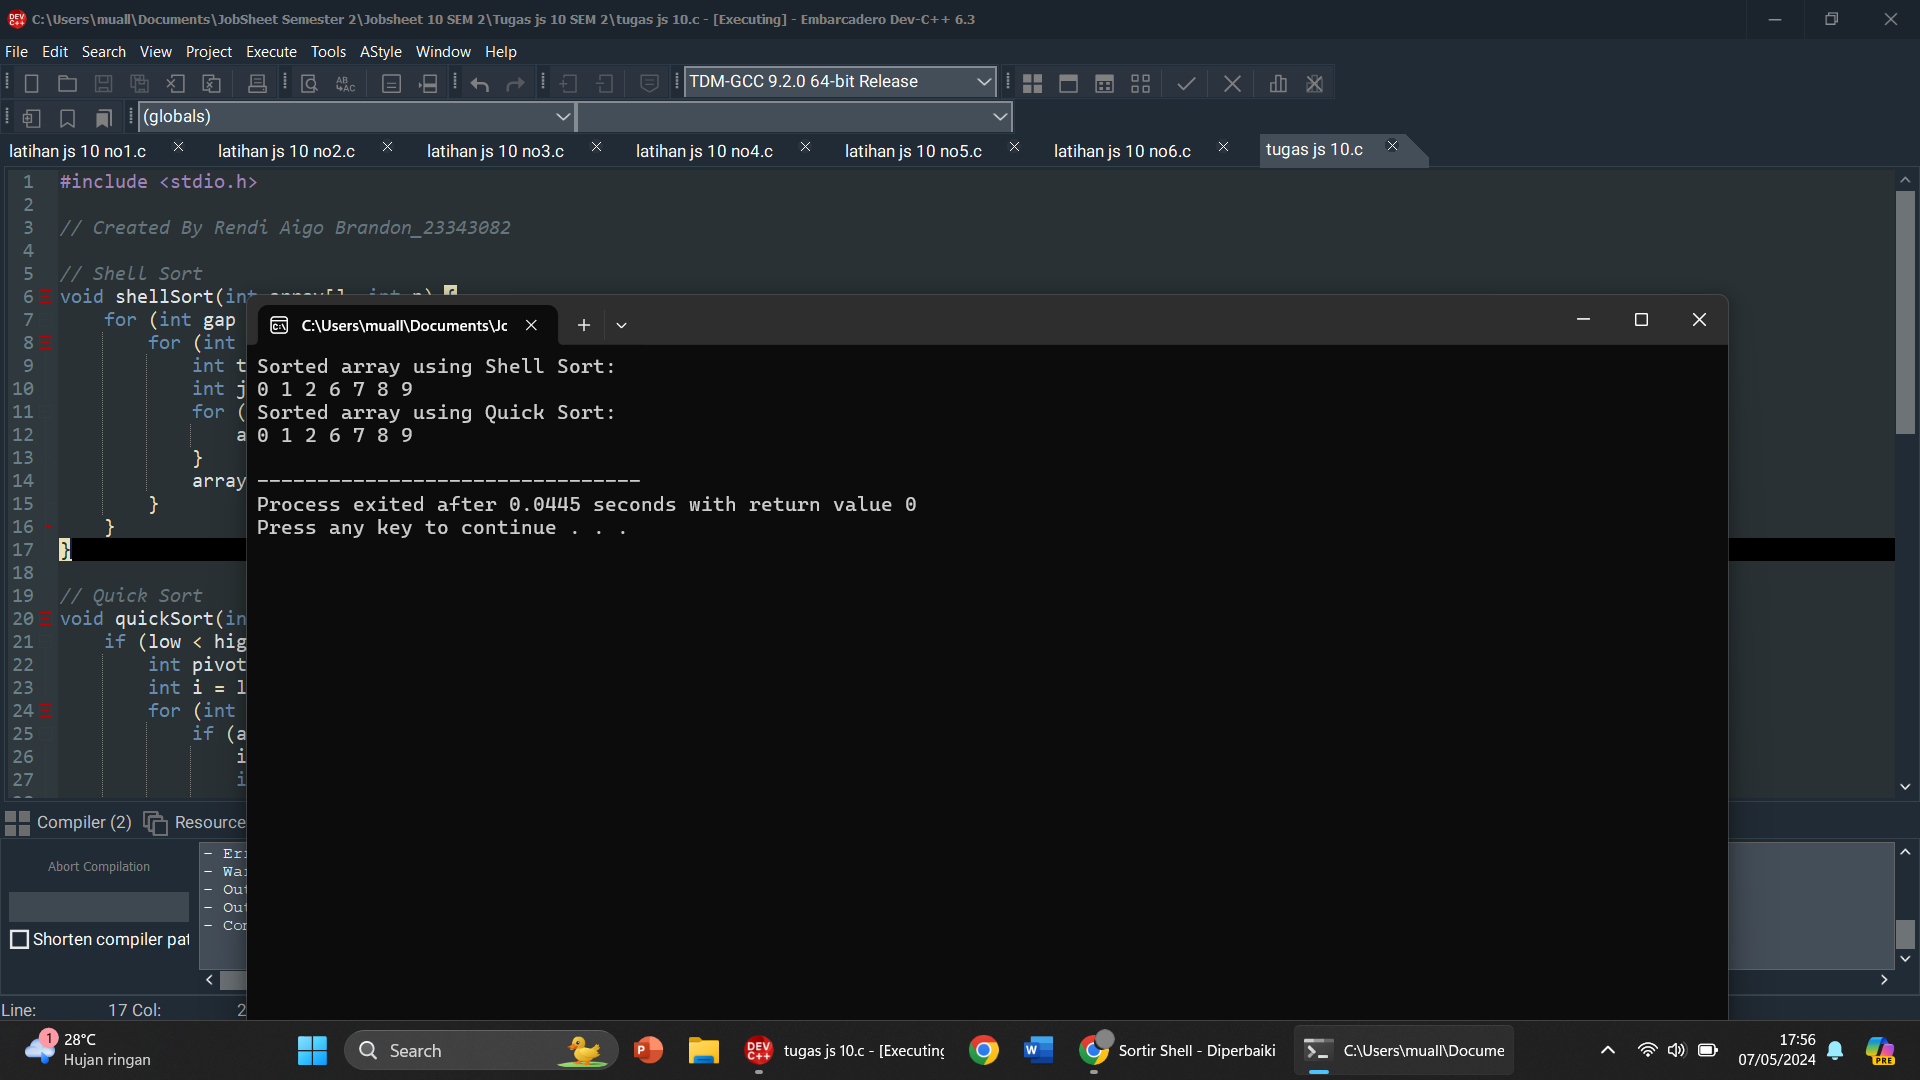 C:\Users\muall\Documents\JobSheet Semester 2\Jobsheet 10 SEM 2\Tugas js 10 SEM 2\tugas js 10.c - [Executing] - Embarcadero Dev-C++ 6.3
File Edit Search View Project Execute Tools AStyle Window Help
TDM-GCC 9.2.0 64-bit Release
(globals)
latihan js 10 no1.c latihan js 10 no2.c latihan js 10 no3.c latihan js 10 no4.c latihan js 10 no5.c latihan js 10 no6.c tugas js 10.c
1 #include <stdio.h>
2
3 // Created By Rendi Aigo Brandon_23343082
4
5 // Shell Sort
6 void shellSort(int array[], int n) {
7 for (int gap
8 for (int
9 int t
10 int j
11 for (
12 a
13 }
14 array
15 }
16 }
17 }
18
19 // Quick Sort
20 void quickSort(in
21 if (low < hig
22 int pivot
23 int i = l
24 for (int
25 if (a
26 i
27 i
C:\Users\muall\Documents\Jc
Sorted array using Shell Sort:
0 1 2 6 7 8 9
Sorted array using Quick Sort:
0 1 2 6 7 8 9
--------------------------------
Process exited after 0.0445 seconds with return value 0
Press any key to continue . . .
Compiler (2) Resource
Abort Compilation
Shorten compiler pat
- Err
- War
- Out
- Out
- Con
Line: 17 Col: 2
1
28°C
Hujan ringan
Search
tugas js 10.c - [Executing
Sortir Shell - Diperbaiki
C:\Users\muall\Docume
17:56
07/05/2024
PRE